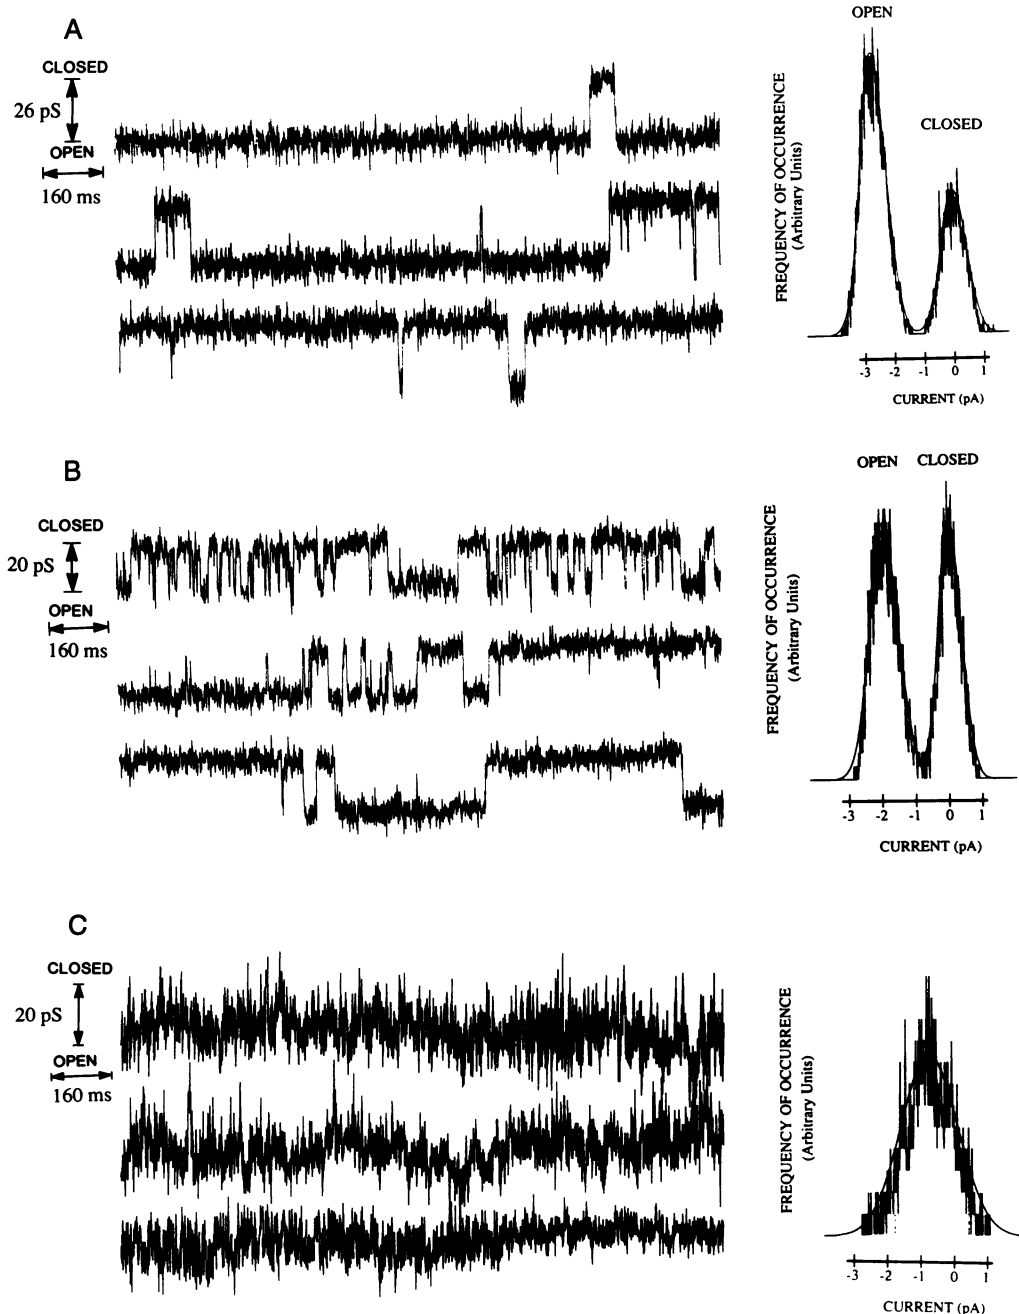 A
CLOSED
26 pS
OPEN
160 ms
OPEN
CLOSED
FREQUENCY OF OCCURRENCE
(Arbitrary Units)
-3 -2 -1 0 1
CURRENT (pA)
B
CLOSED
20 pS
OPEN
160 ms
OPEN CLOSED
FREQUENCY OF OCCURRENCE
(Arbitrary Units)
-3 -2 -1 0 1
CURRENT (pA)
C
CLOSED
20 pS
OPEN
160 ms
FREQUENCY OF OCCURRENCE
(Arbitrary Units)
-3 -2 -1 0 1
CURRENT (pA)